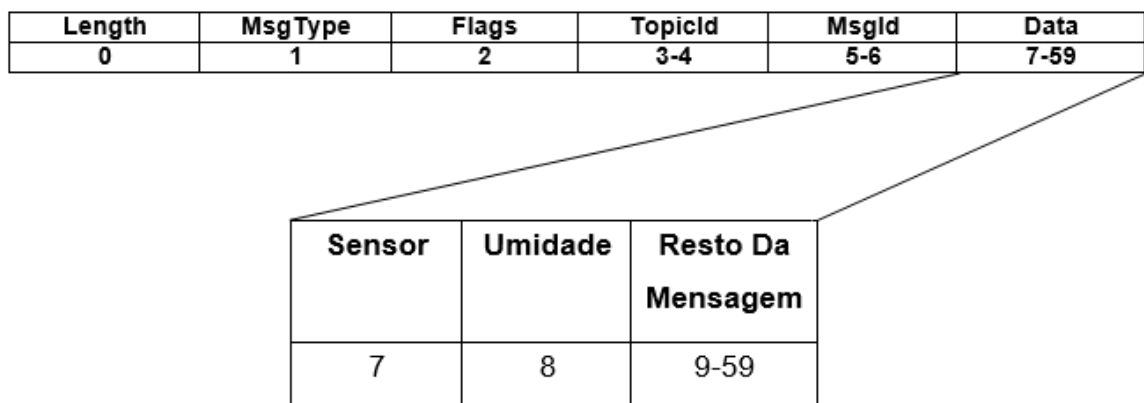 Length MsgType Flags TopicId MsgId Data
0 1 2 3-4 5-6 7-59
Sensor Umidade Resto Da
Mensagem
7 8 9-59